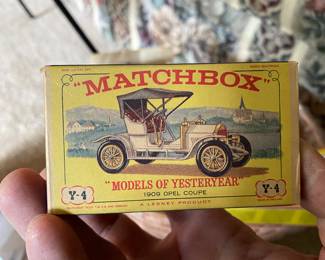 "MATCHBOX"
"MODELS OF YESTERYEAR"
1909 OPEL COUPE
Y-4
Y-4
A LESNEY PRODUCT